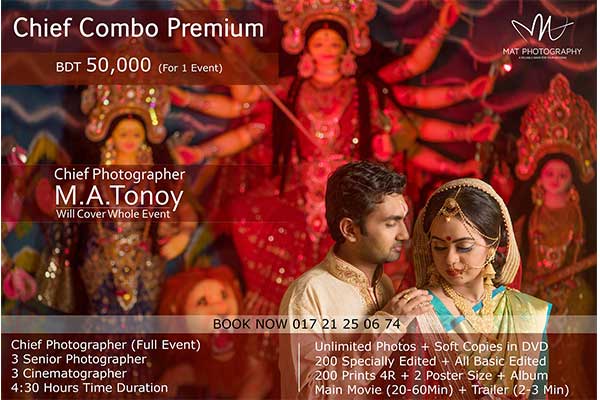 Chief Combo Premium
BDT 50,000 (For 1 Event)
MAT PHOTOGRAPHY
Chief Photographer
M.A.Tonoy
Will Cover Whole Event
BOOK NOW 017 21 25 06 74
Chief Photographer (Full Event)
3 Senior Photographer
3 Cinematographer
4:30 Hours Time Duration
Unlimited Photos + Soft Copies in DVD
200 Specially Edited + All Basic Edited
200 Prints 4R + 2 Poster Size + Album
Main Movie (20-60Min) + Trailer (2-3 Min)